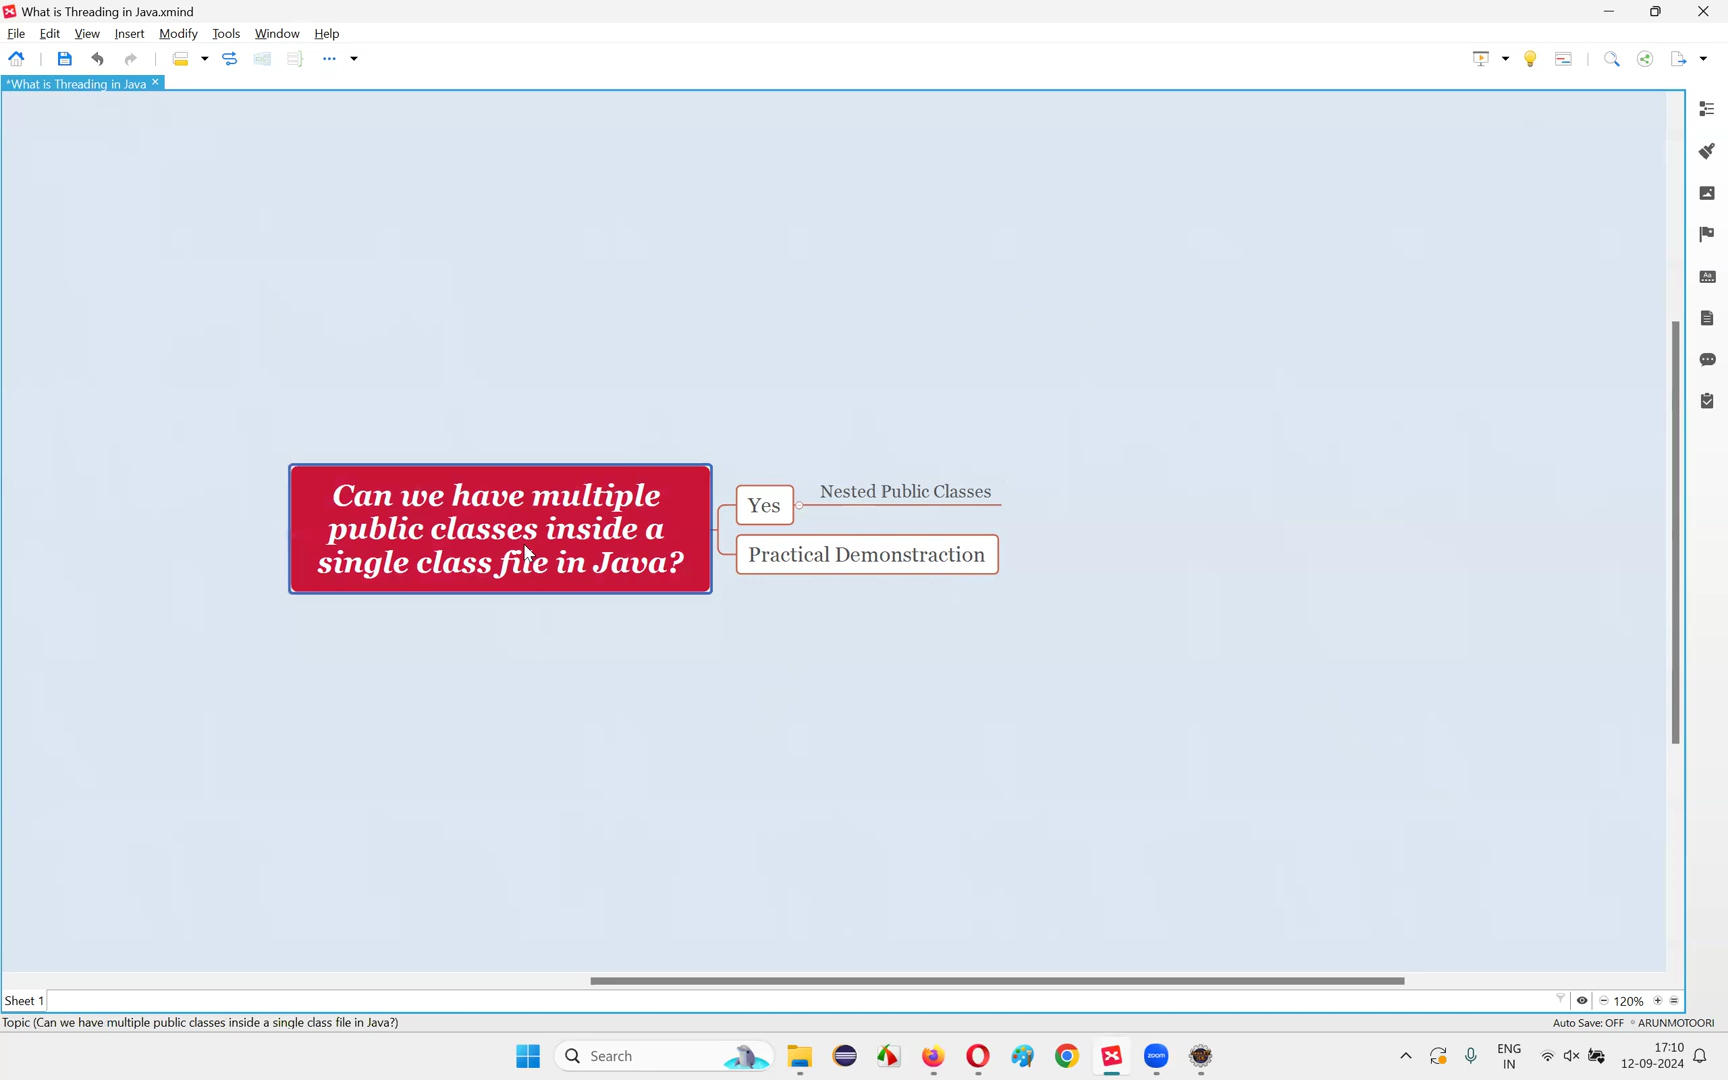 What is Threading in Java.xmind
File Edit View Insert Modify Tools Window Help
*What is Threading in Java
Can we have multiple
public classes inside a
single class file in Java?
Yes
Nested Public Classes
Practical Demonstraction
Aa
Sheet 1
120%
Topic (Can we have multiple public classes inside a single class file in Java?)
Auto Save: OFF
ARUNMOTOORI
Search
zoom
ENG
IN
17:10
12-09-2024